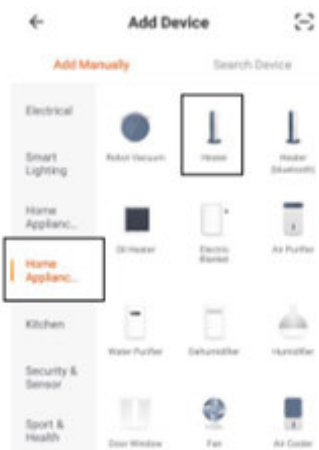 Add Device
Add Manually
Search Device
Electrical
Smart
Lighting
Home
Applianc...
Home
Applianc...
Kitchen
Security &
Sensor
Sport &
Health
Robot Vacuum
Heater
Heater
(Bluetooth)
Oil Heater
Electric
Blanket
Air Purifier
Water Purifier
Dehumidifier
Humidifier
Door Window
Fan
Air Cooler